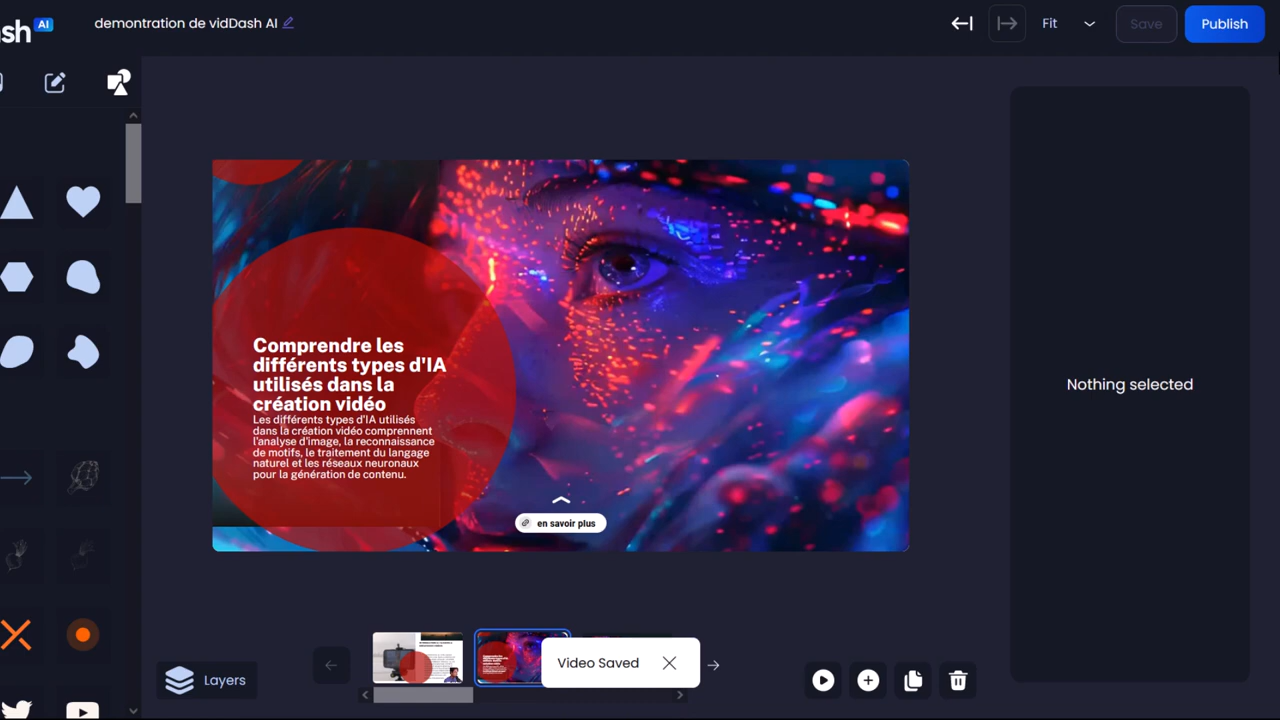 sh AI
demontration de vidDash AI
Fit
Save
Publish
Nothing selected
Comprendre les
différents types d'IA
utilisés dans la
création vidéo
Les différents types d'IA utilisés
dans la création vidéo comprennent
l'analyse d'image, la reconnaissance
de motifs, le traitement du langage
naturel et les réseaux neuronaux
pour la génération de contenu.
en savoir plus
Video Saved
Layers